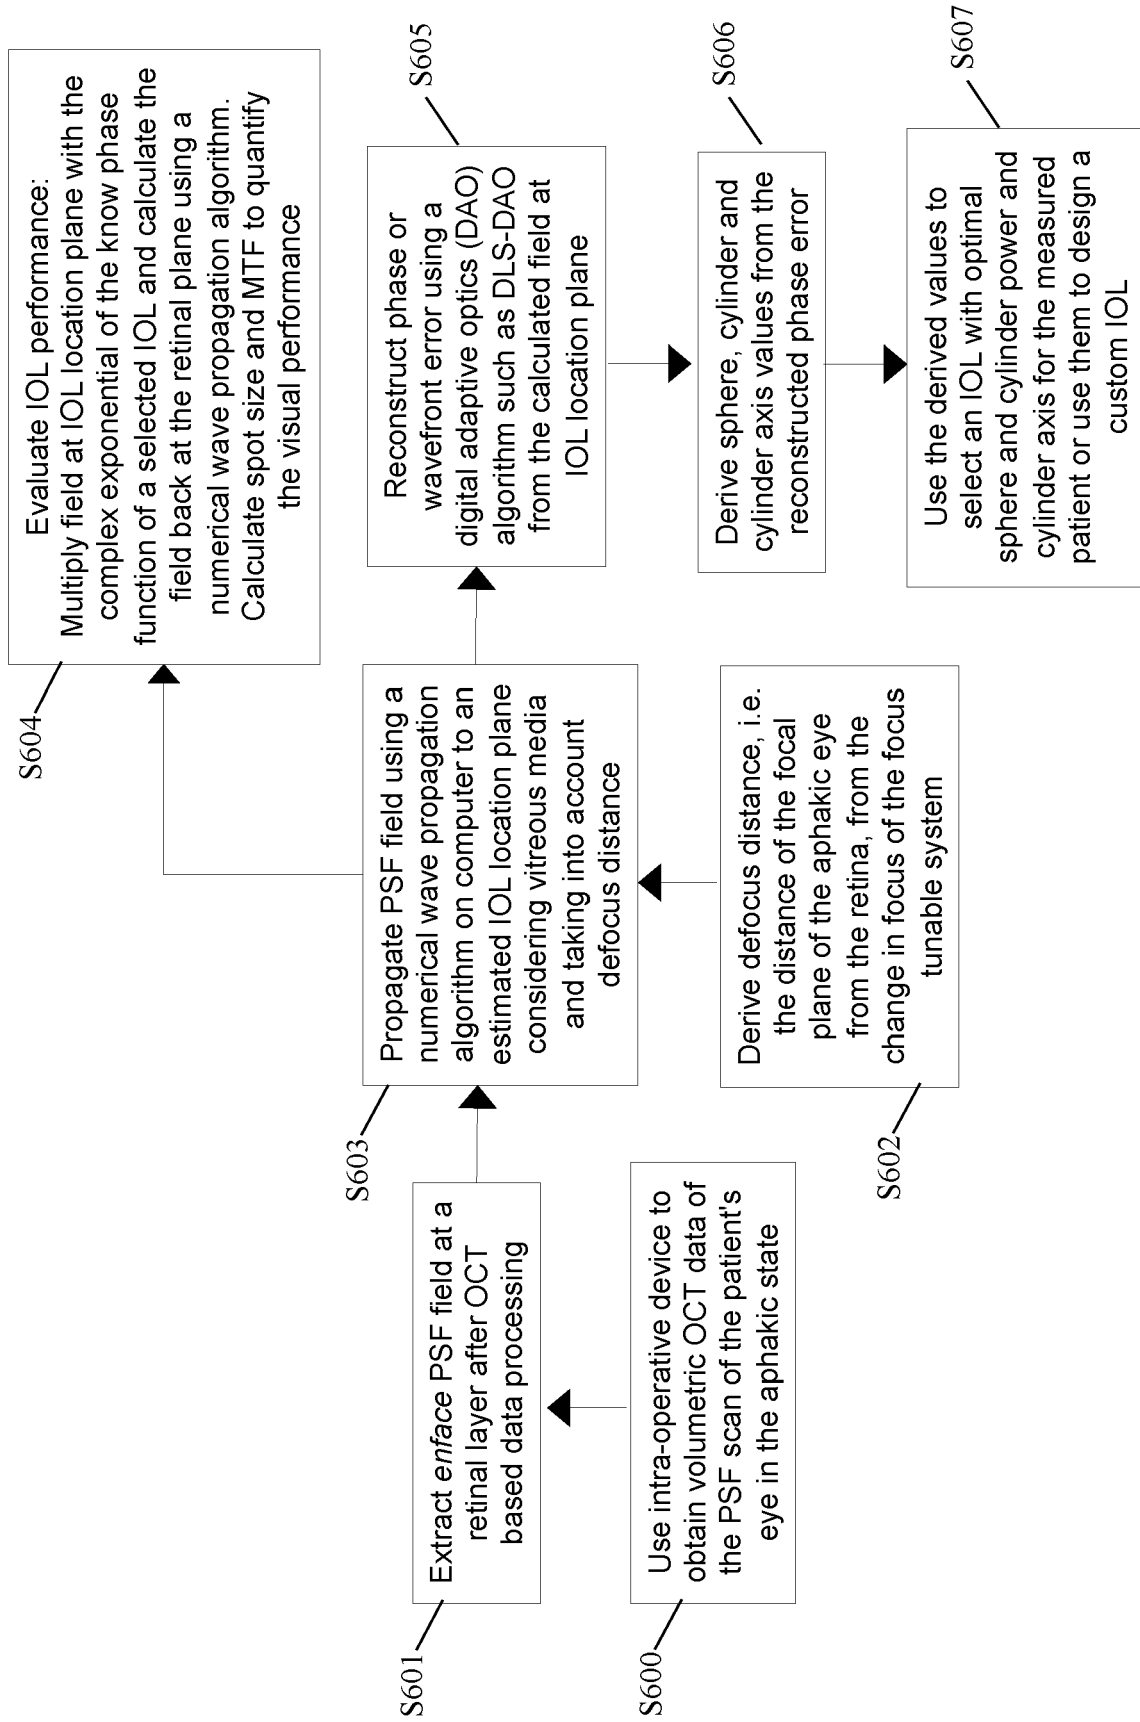 S600
Use intra-operative device to
obtain volumetric OCT data of
the PSF scan of the patient's
eye in the aphakic state
S601
Extract enface PSF field at a
retinal layer after OCT
based data processing
S602
Derive defocus distance, i.e.
the distance of the focal
plane of the aphakic eye
from the retina, from the
change in focus of the focus
tunable system
S603
Propagate PSF field using a
numerical wave propagation
algorithm on computer to an
estimated IOL location plane
considering vitreous media
and taking into account
defocus distance
S604
Evaluate IOL performance:
Multiply field at IOL location plane with the
complex exponential of the know phase
function of a selected IOL and calculate the
field back at the retinal plane using a
numerical wave propagation algorithm.
Calculate spot size and MTF to quantify
the visual performance
S605
Reconstruct phase or
wavefront error using a
digital adaptive optics (DAO)
algorithm such as DLS-DAO
from the calculated field at
IOL location plane
S606
Derive sphere, cylinder and
cylinder axis values from the
reconstructed phase error
S607
Use the derived values to
select an IOL with optimal
sphere and cylinder power and
cylinder axis for the measured
patient or use them to design a
custom IOL